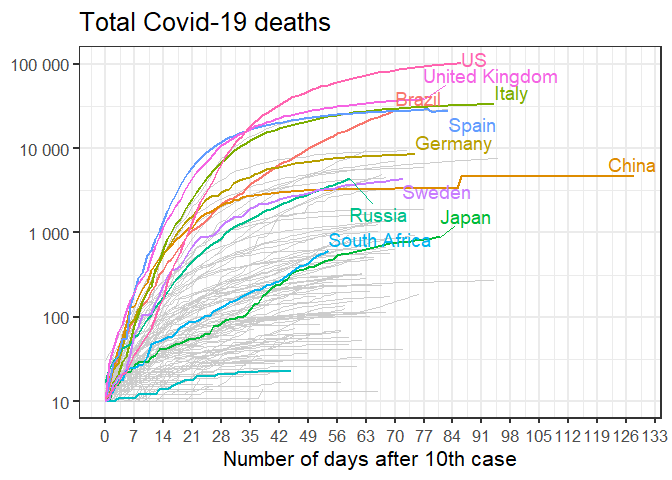 Total Covid-19 deaths
100 000
10 000
1 000
100
10
US
United Kingdom
Brazil
Italy
Spain
Germany
China
Sweden
Russia
Japan
South Africa
0 7 14 21 28 35 42 49 56 63 70 77 84 91 98 105 112 119 126 133
Number of days after 10th case